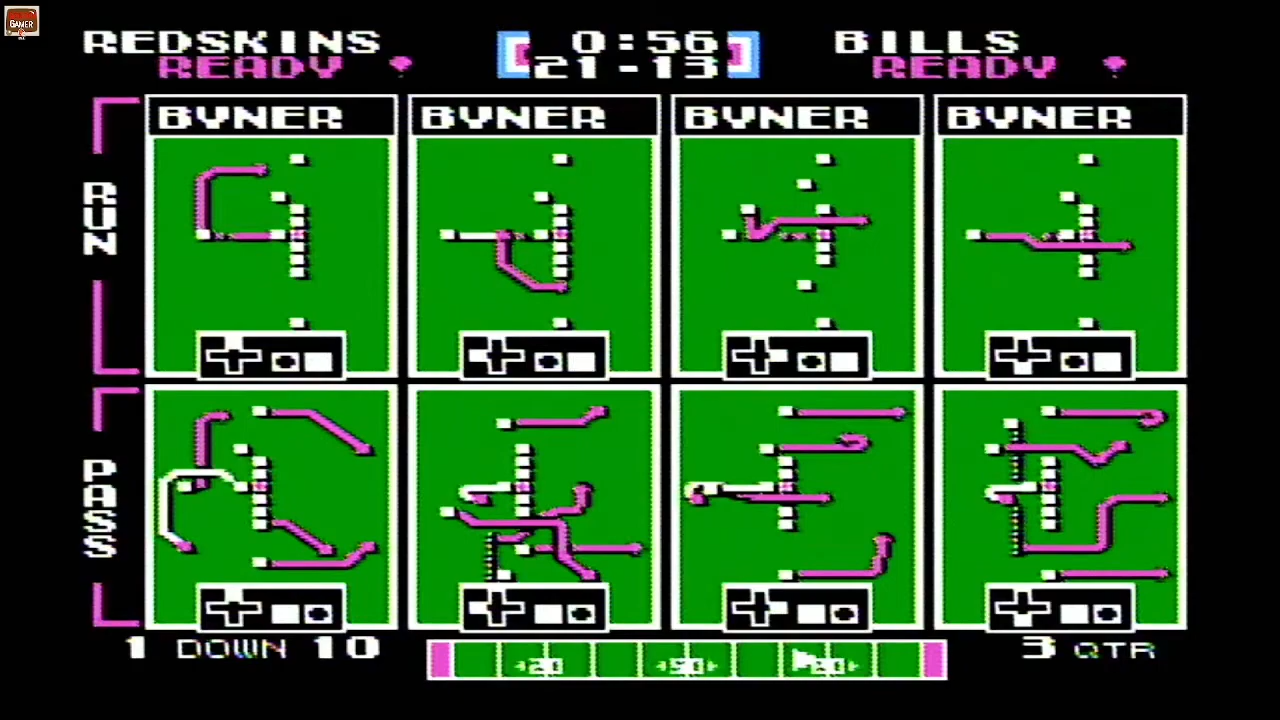 GAMER
REDSKINS 0:56 BILLS
READY 21-13 READY
RUN
BYNER BYNER BYNER BYNER
PASS
1 DOWN 10 3 QTR
20 50 20